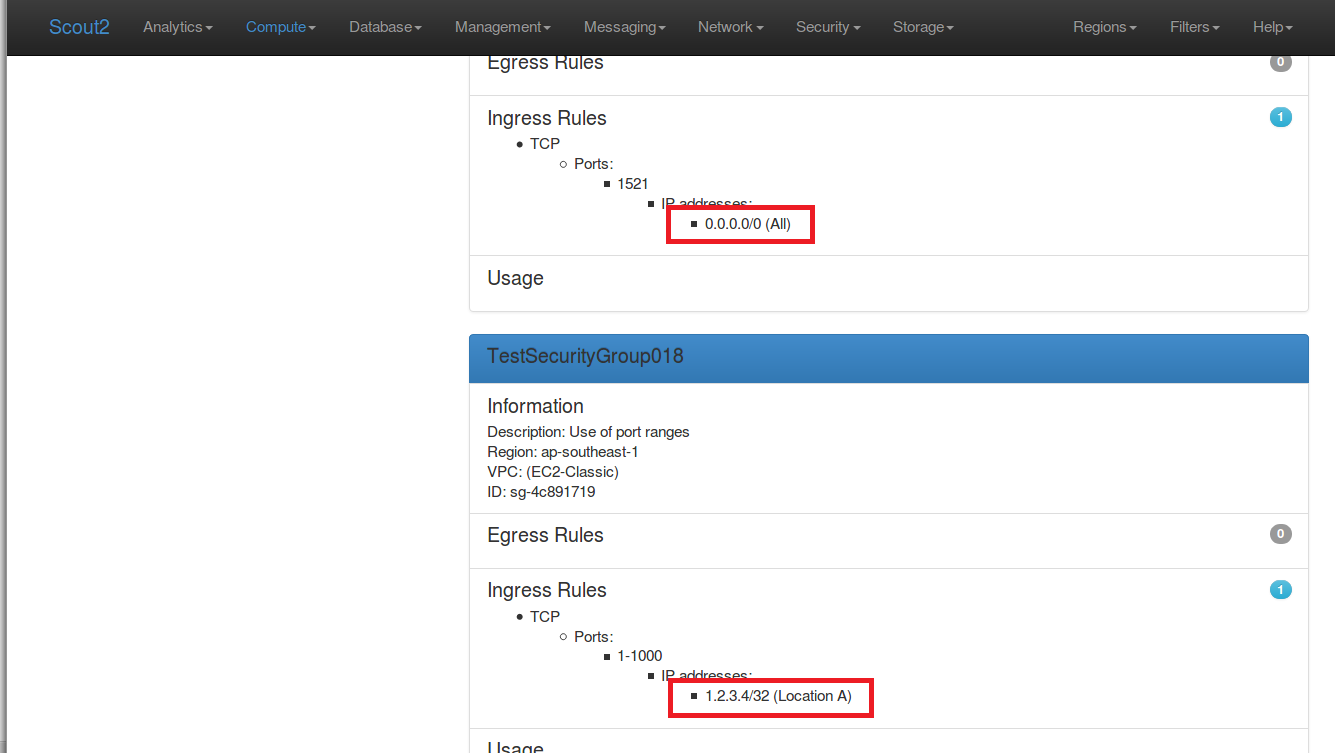 Scout2 Analytics Compute Database Management Messaging Network Security Storage Regions Filters Help
Egress Rules 0
Ingress Rules 1
TCP
Ports:
1521
IP addresses:
0.0.0.0/0 (All)
Usage
TestSecurityGroup018
Information
Description: Use of port ranges
Region: ap-southeast-1
VPC: (EC2-Classic)
ID: sg-4c891719
Egress Rules 0
Ingress Rules 1
TCP
Ports:
1-1000
IP addresses:
1.2.3.4/32 (Location A)
Usage